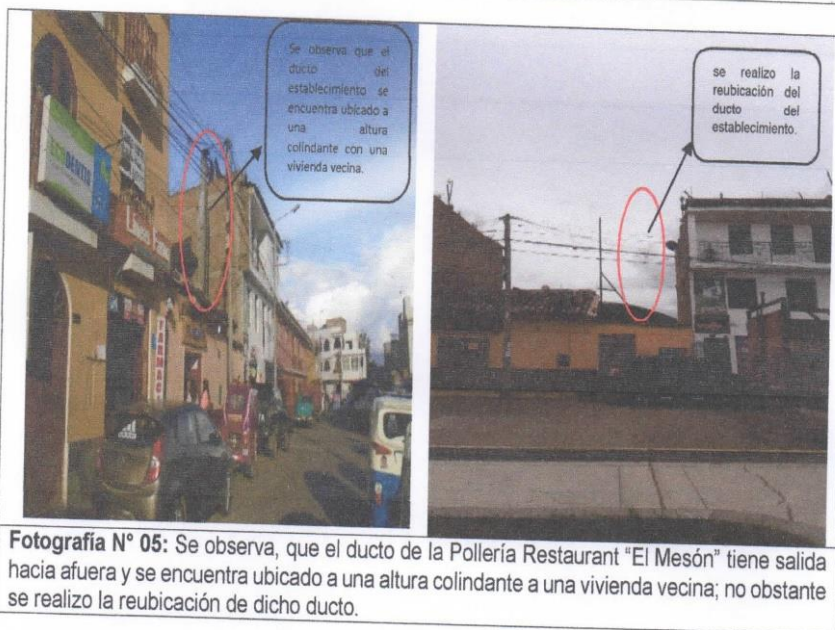 Se observa que el
ducto del
establecimiento se
encuentra ubicado a
una altura
colindante con una
vivienda vecina.
se realizo la
reubicación del
ducto del
establecimiento.
ECODENTIS
Fotografía N° 05: Se observa, que el ducto de la Pollería Restaurant "El Mesón" tiene salida
hacia afuera y se encuentra ubicado a una altura colindante a una vivienda vecina; no obstante
se realizo la reubicación de dicho ducto.